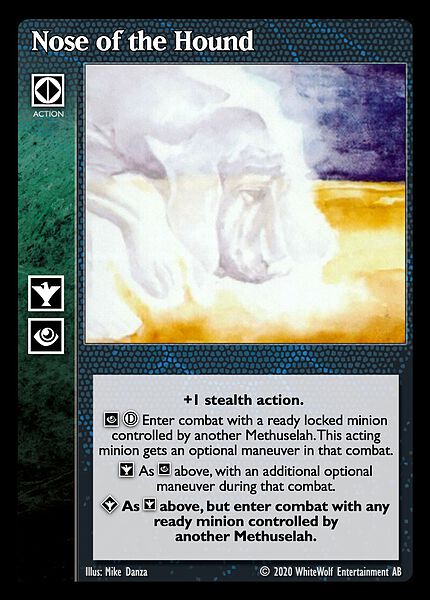 Nose of the Hound
ACTION
+1 stealth action.
D Enter combat with a ready locked minion
controlled by another Methuselah. This acting
minion gets an optional maneuver in that combat.
As above, with an additional optional
maneuver during that combat.
As above, but enter combat with any
ready minion controlled by
another Methuselah.
Illus: Mike Danza
© 2020 WhiteWolf Entertainment AB